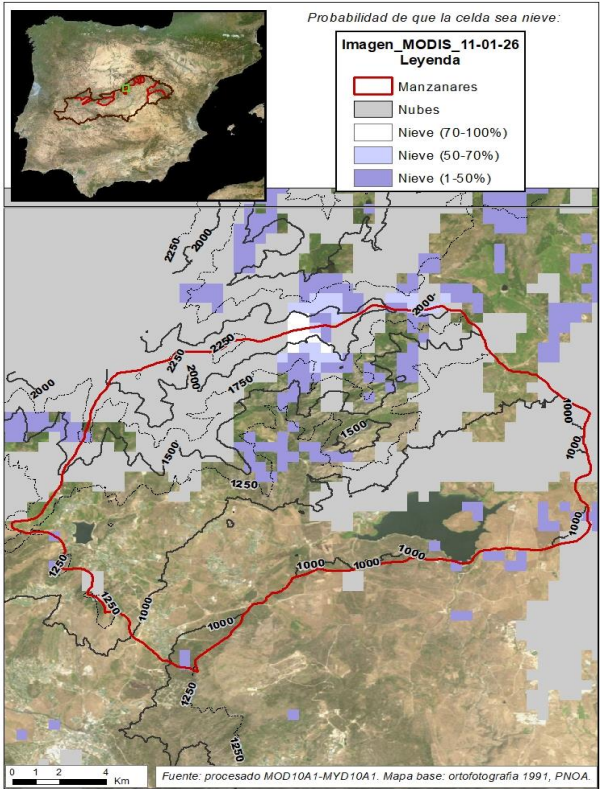 Probabilidad de que la celda sea nieve:
Imagen_MODIS_11-01-26
Leyenda
Manzanares
Nubes
Nieve (70-100%)
Nieve (50-70%)
Nieve (1-50%)
2250
2000
2000
2250
2250
2000
1750
2000
1500
1500
1250
1000
1000
1000
1000
1000
1000
1250
1250
1000
1000
1250
1250
0 1 2 4
Km
Fuente: procesado MOD10A1-MYD10A1. Mapa base: ortofotografia 1991, PNOA.